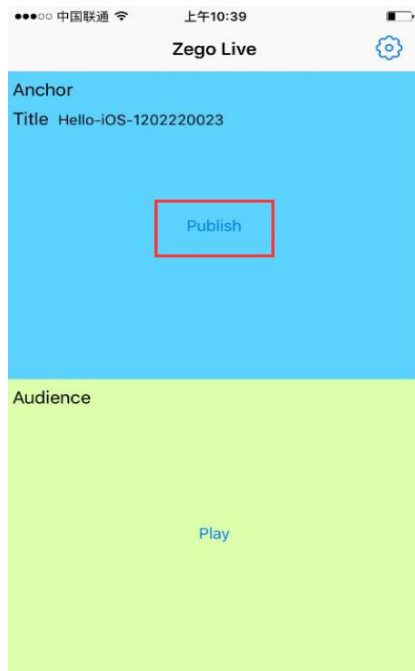 ●●●○○ 中国联通 上午10:39
Zego Live
Anchor
Title Hello-iOS-1202220023
Publish
Audience
Play